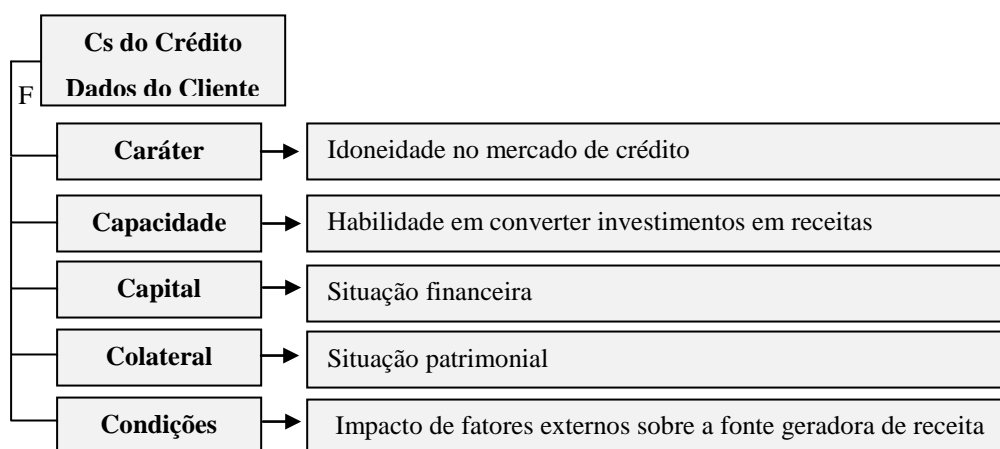 Cs do Crédito
Dados do Cliente
F
Caráter
Idoneidade no mercado de crédito
Capacidade
Habilidade em converter investimentos em receitas
Capital
Situação financeira
Colateral
Situação patrimonial
Condições
Impacto de fatores externos sobre a fonte geradora de receita